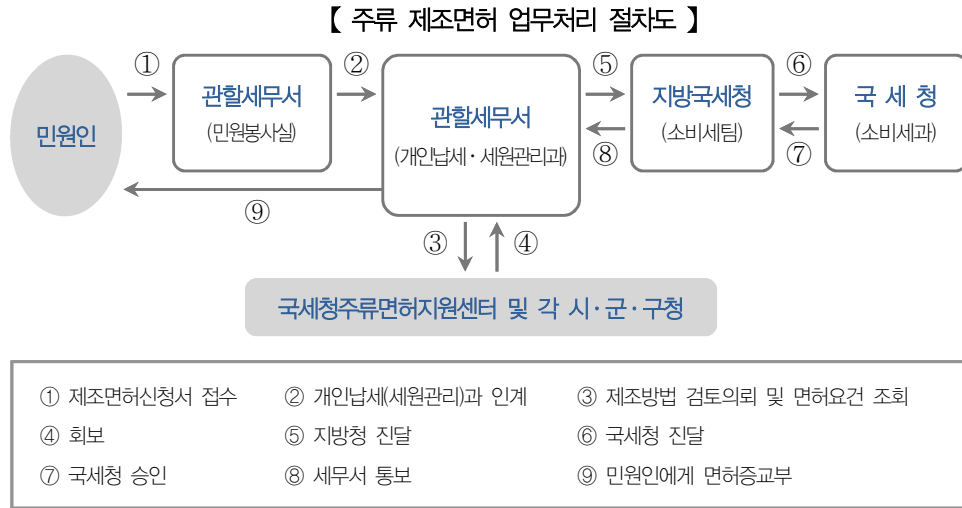 【 주류 제조면허 업무처리 절차도 】
① ② ⑤ ⑥
민원인
관할세무서
(민원봉사실)
관할세무서
(개인납세·세원관리과)
지방국세청
(소비세팀)
국 세 청
(소비세과)
⑧ ⑦
⑨
③ ④
국세청주류면허지원센터 및 각 시·군·구청
① 제조면허신청서 접수 ② 개인납세(세원관리)과 인계 ③ 제조방법 검토의뢰 및 면허요건 조회
④ 회보 ⑤ 지방청 진달 ⑥ 국세청 진달
⑦ 국세청 승인 ⑧ 세무서 통보 ⑨ 민원인에게 면허증교부